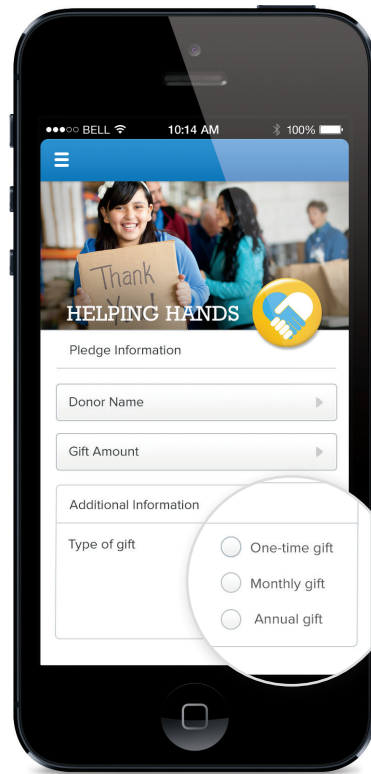 BELL 10:14 AM 100%
Thank
You!
HELPING HANDS
Pledge Information
Donor Name
Gift Amount
Additional Information
Type of gift
One-time gift
Monthly gift
Annual gift